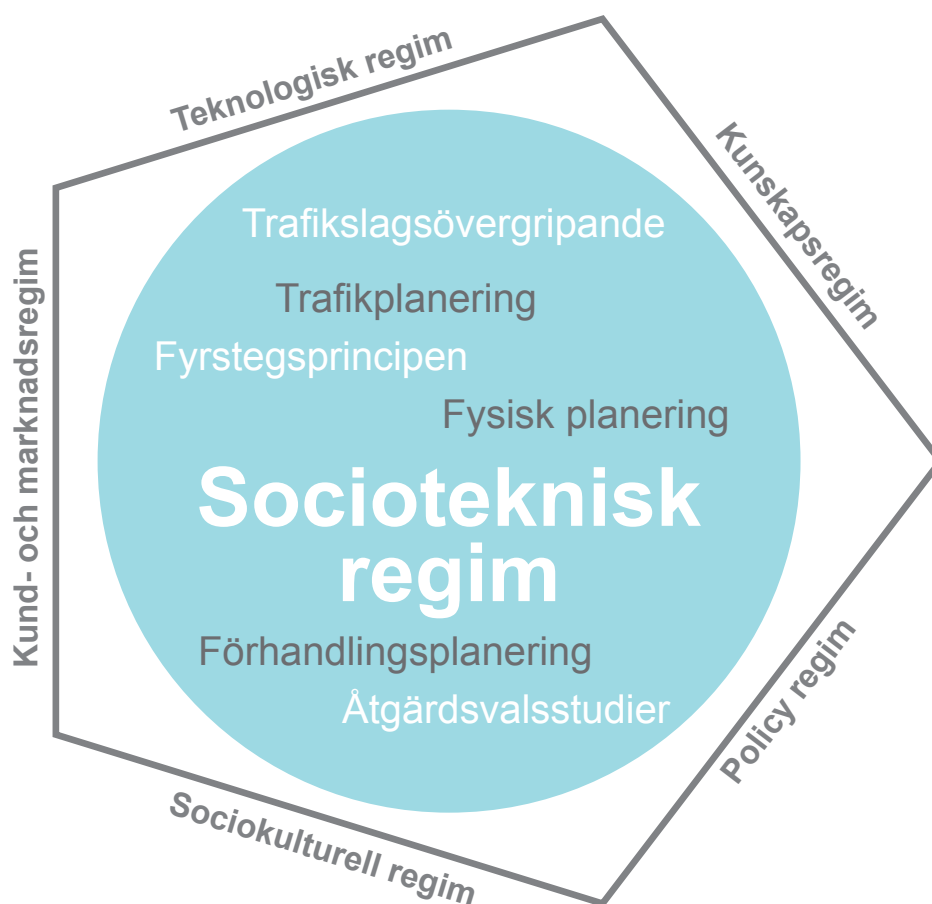 Teknologisk regim
Kunskapsregim
Kund- och marknadsregim
Trafikslagsövergripande
Trafikplanering
Fyrstegsprincipen
Fysisk planering
Socioteknisk
regim
Förhandlingsplanering
Åtgärdsvalsstudier
Policy regim
Sociokulturell regim